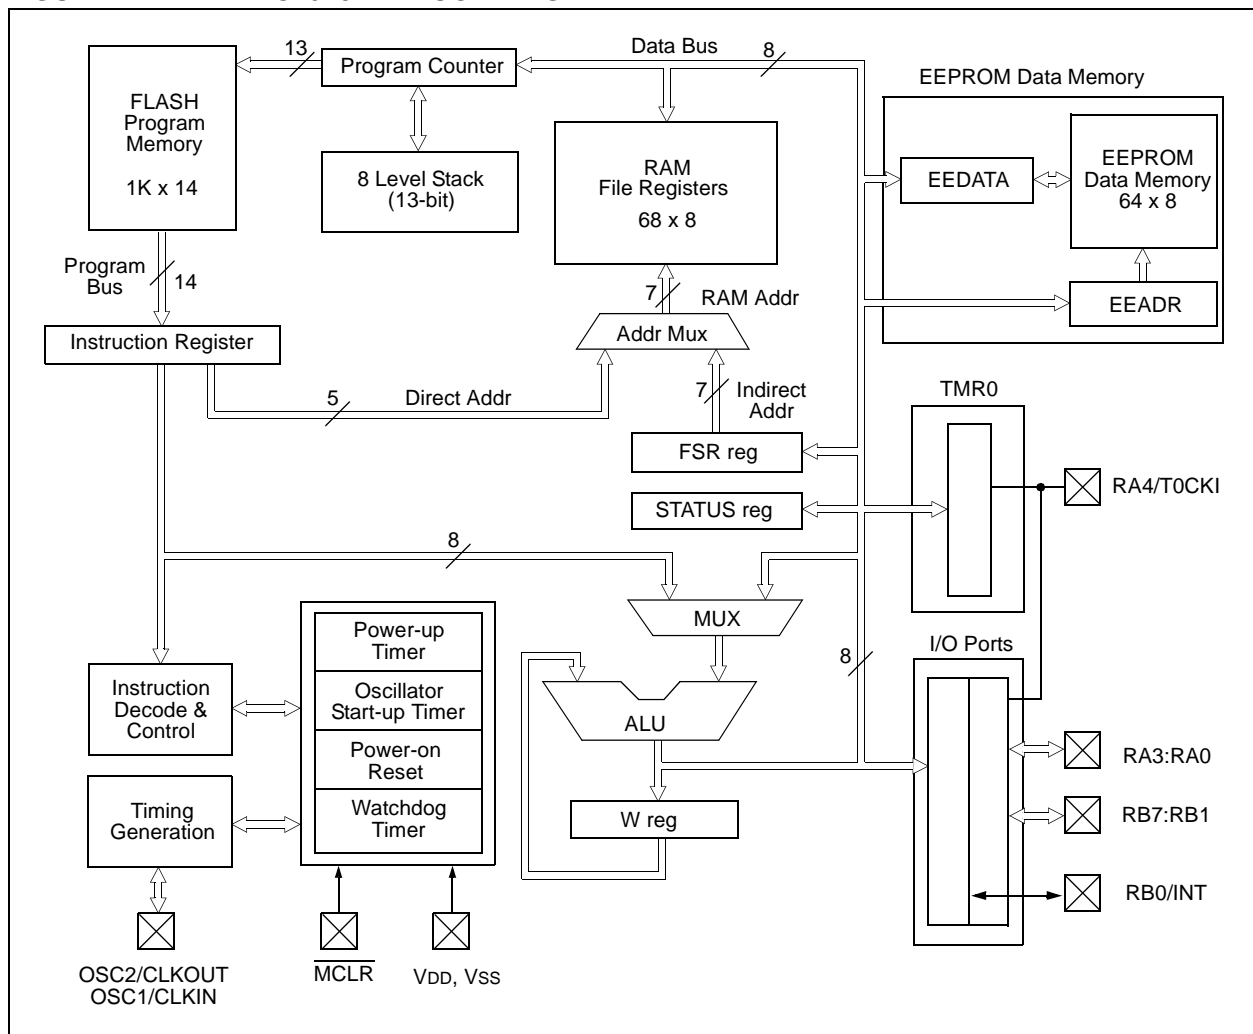 13
Program Counter
Data Bus
8
EEPROM Data Memory
FLASH
Program
Memory
1K x 14
8 Level Stack
(13-bit)
RAM
File Registers
68 x 8
EEDATA
EEPROM
Data Memory
64 x 8
EEADR
Program
Bus
14
7
RAM Addr
Addr Mux
Instruction Register
5
Direct Addr
7
Indirect
Addr
FSR reg
STATUS reg
TMR0
RA4/T0CKI
8
MUX
Power-up
Timer
Oscillator
Start-up Timer
Power-on
Reset
Watchdog
Timer
Instruction
Decode &
Control
Timing
Generation
ALU
W reg
8
I/O Ports
RA3:RA0
RB7:RB1
RB0/INT
OSC2/CLKOUT
OSC1/CLKIN
MCLR
VDD, VSS